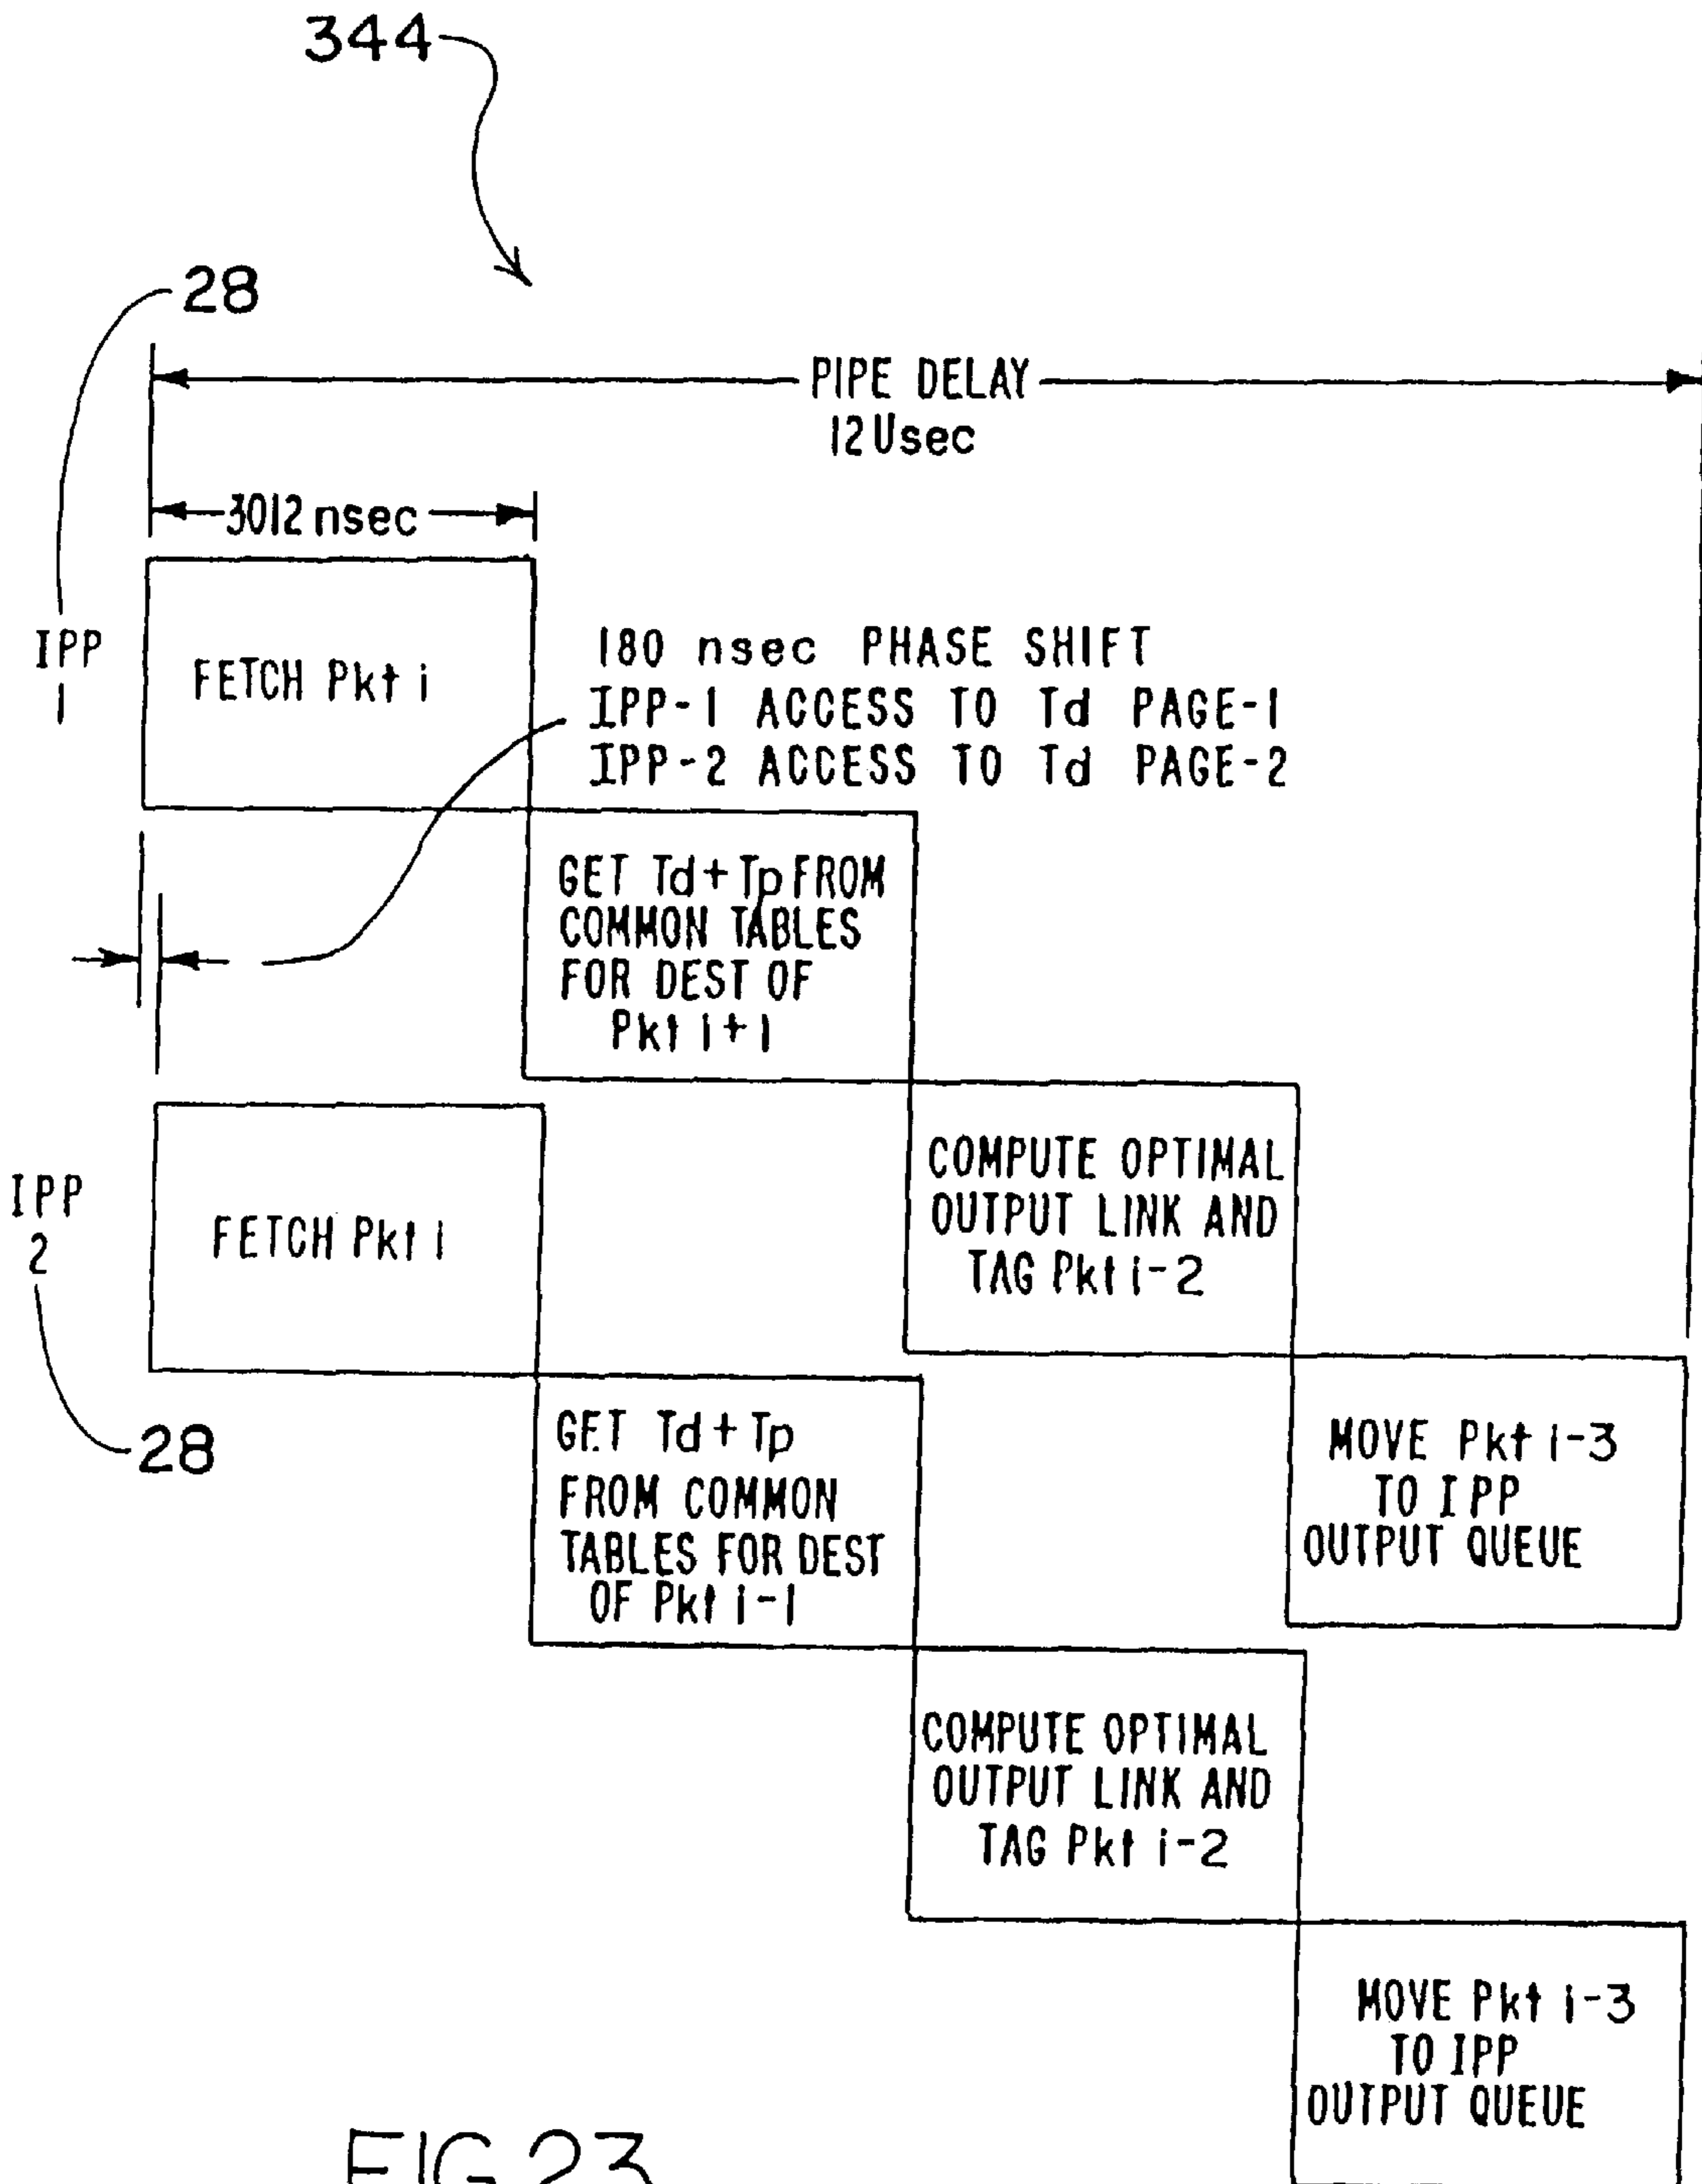 344
28
PIPE DELAY
12Usec
3012 nsec
IPP
1
FETCH Pkt i
180 nsec PHASE SHIFT
IPP-1 ACCESS TO Td PAGE-1
IPP-2 ACCESS TO Td PAGE-2
GET Td+Tp FROM
COMMON TABLES
FOR DEST OF
Pkt i+1
COMPUTE OPTIMAL
OUTPUT LINK AND
TAG Pkt i-2
MOVE Pkt i-3
TO IPP
OUTPUT QUEUE
IPP
2
28
FETCH Pkt i
GET Td+Tp
FROM COMMON
TABLES FOR DEST
OF Pkt i-1
COMPUTE OPTIMAL
OUTPUT LINK AND
TAG Pkt i-2
MOVE Pkt i-3
TO IPP
OUTPUT QUEUE
FIG 23